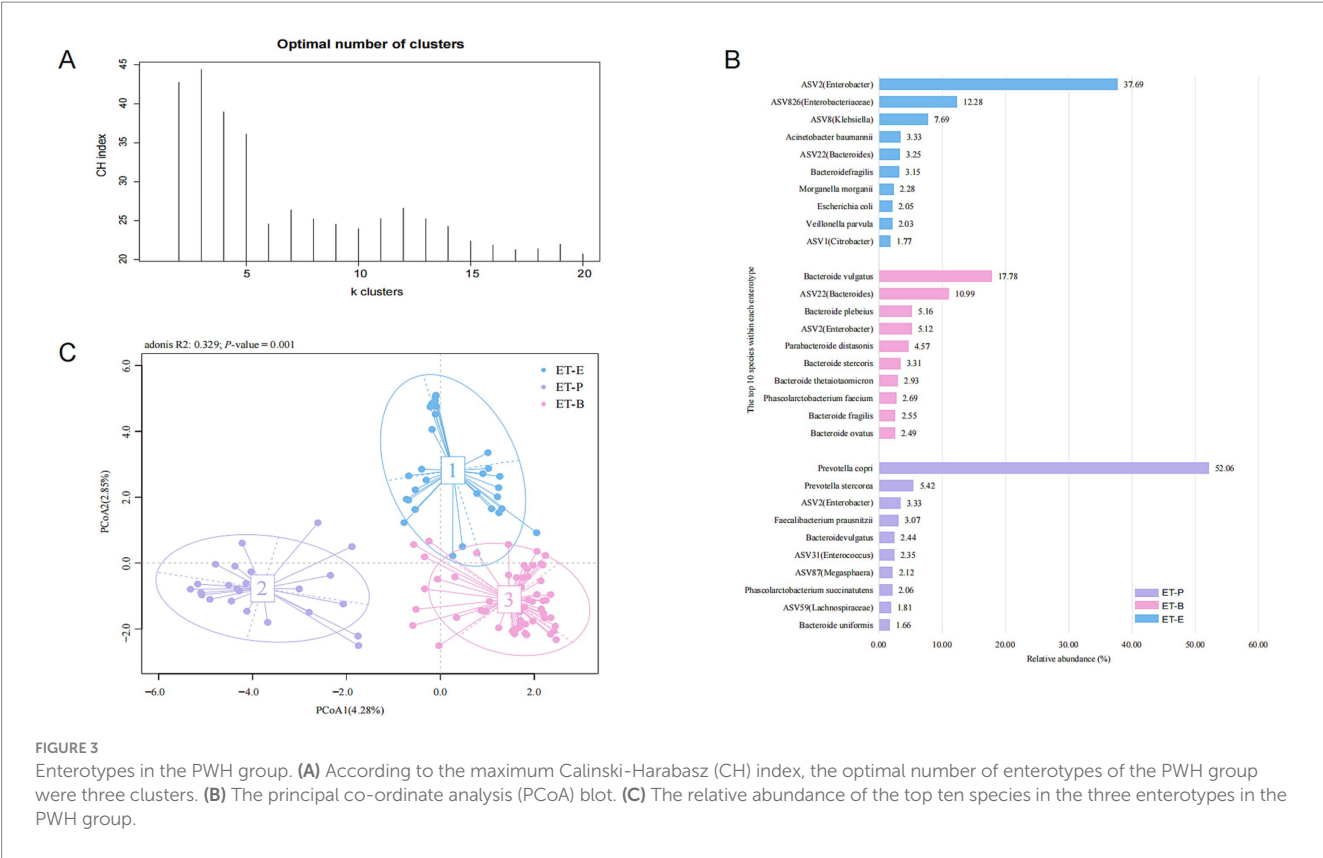 A
Optimal number of clusters
CH index
45
40
35
30
25
20
5
10
15
20
k clusters
B
The top 10 species within each enterotype
ASV2(Enterobacter) 37.69
ASV826(Enterobacteriaceae) 12.28
ASV8(Klebsiella) 7.69
Acinetobacter baumannii 3.33
ASV22(Bacteroides) 3.25
Bacteroidefragilis 3.15
Morganella morganii 2.28
Escherichia coli 2.05
Veillonella parvula 2.03
ASV1(Citrobacter) 1.77
Bacteroide vulgatus 17.78
ASV22(Bacteroides) 10.99
Bacteroide plebeius 5.16
ASV2(Enterobacter) 5.12
Parabacteroide distasonis 4.57
Bacteroide stercoris 3.31
Bacteroide thetaiotaomicron 2.93
Phascolarctobacterium faecium 2.69
Bacteroide fragilis 2.55
Bacteroide ovatus 2.49
Prevotella copri 52.06
Prevotella stercorea 5.42
ASV2(Enterobacter) 3.33
Faecalibacterium prausnitzii 3.07
Bacteroidevulgatus 2.44
ASV31(Enterococcus) 2.35
ASV87(Megasphaera) 2.12
Phascolarctobacterium succinatutens 2.06
ASV59(Lachnospiraceae) 1.81
Bacteroide uniformis 1.66
ET-P
ET-B
ET-E
0.00 10.00 20.00 30.00 40.00 50.00 60.00
Relative abundance (%)
C
adonis R2: 0.329; P-value = 0.001
ET-E
ET-P
ET-B
PCoA2(2.85%)
6.0
4.0
2.0
0.0
−2.0
1
2
3
−6.0 −4.0 −2.0 0.0 2.0
PCoA1(4.28%)
FIGURE 3
Enterotypes in the PWH group. (A) According to the maximum Calinski-Harabasz (CH) index, the optimal number of enterotypes of the PWH group
were three clusters. (B) The principal co-ordinate analysis (PCoA) blot. (C) The relative abundance of the top ten species in the three enterotypes in the
PWH group.